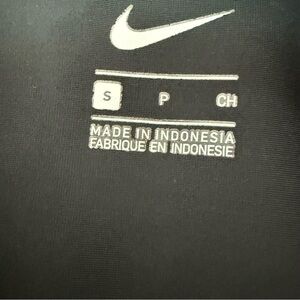 S P CH
MADE IN INDONESIA
FABRIQUE EN INDONESIE